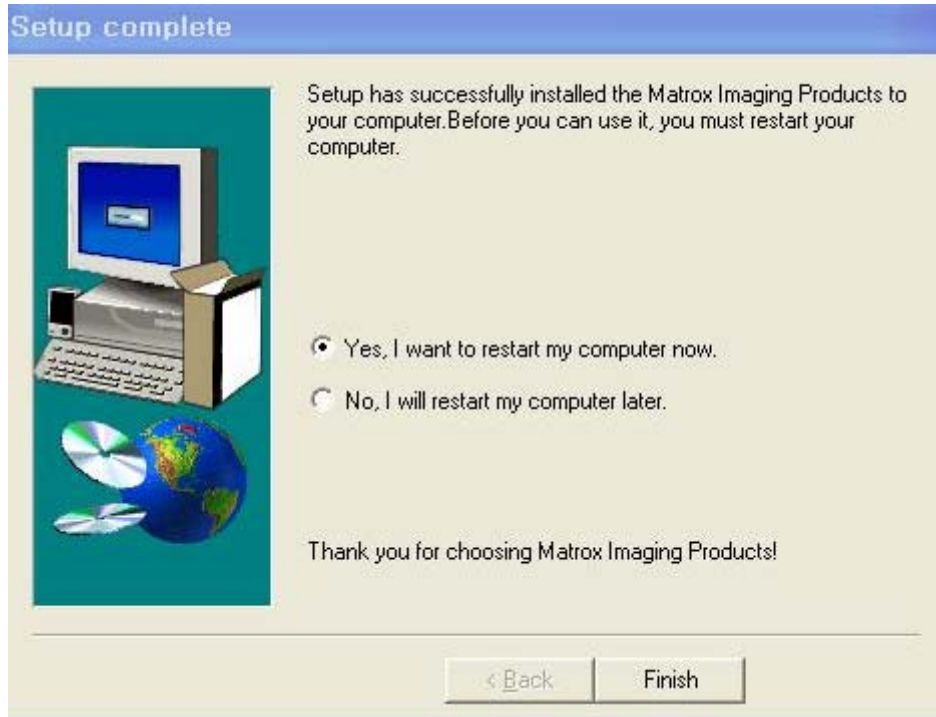 Setup complete
Setup has successfully installed the Matrox Imaging Products to
your computer.Before you can use it, you must restart your
computer.
Yes, I want to restart my computer now.
No, I will restart my computer later.
Thank you for choosing Matrox Imaging Products!
< Back
Finish